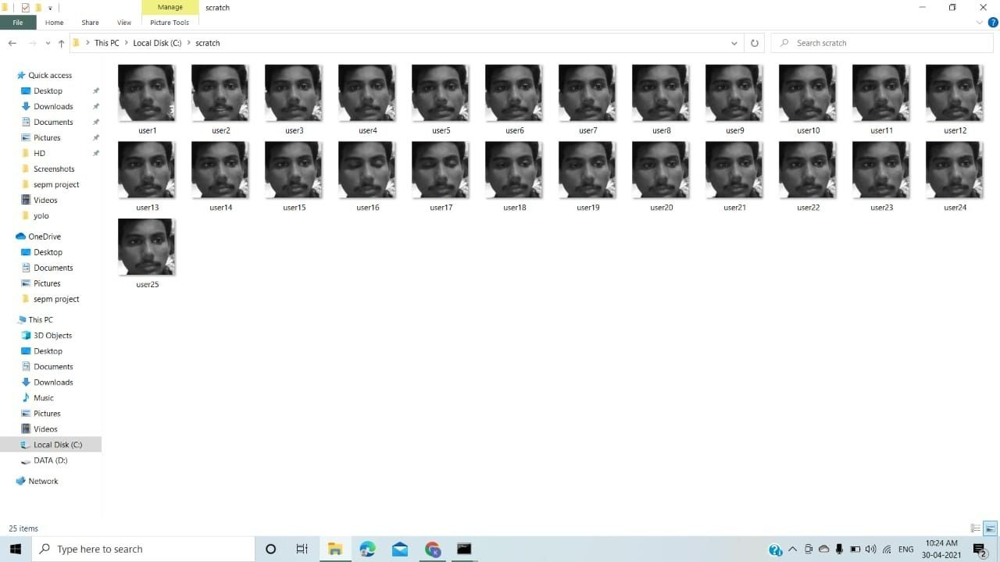 Manage
scratch
File
Home
Share
View
Picture Tools
This PC
Local Disk (C:)
scratch
Search scratch
Quick access
Desktop
Downloads
Documents
Pictures
HD
Screenshots
sepm project
Videos
yolo
OneDrive
Desktop
Documents
Pictures
sepm project
This PC
3D Objects
Desktop
Documents
Downloads
Music
Pictures
Videos
Local Disk (C:)
DATA (D:)
Network
user1 user2 user3 user4 user5 user6 user7 user8 user9 user10 user11 user12
user13 user14 user15 user16 user17 user18 user19 user20 user21 user22 user23 user24
user25
25 items
Type here to search
K
ENG
10:24 AM
30-04-2021
2